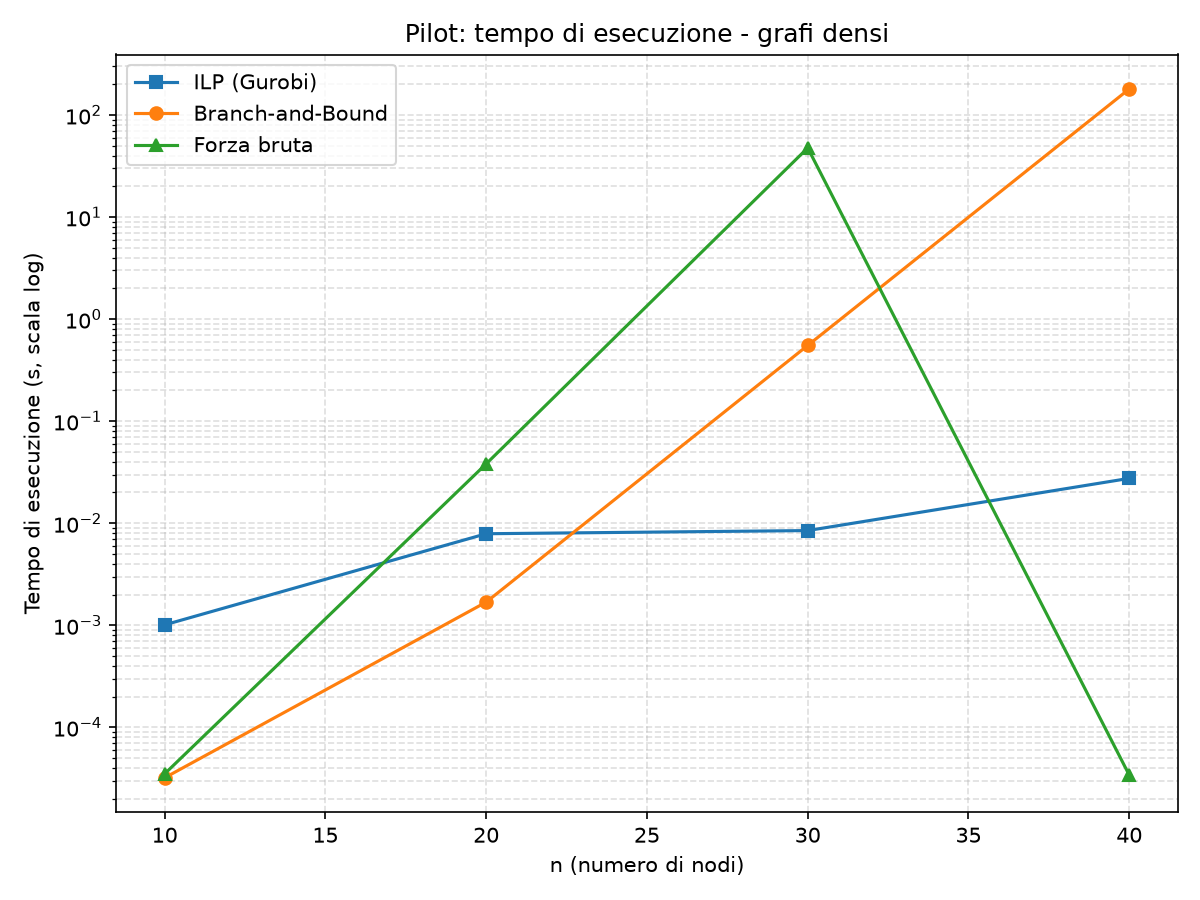 Pilot: tempo di esecuzione - grafi densi
ILP (Gurobi)
Branch-and-Bound
Forza bruta
Tempo di esecuzione (s, scala log)
10²
10¹
10⁰
10⁻¹
10⁻²
10⁻³
10⁻⁴
10 15 20 25 30 35 40
n (numero di nodi)